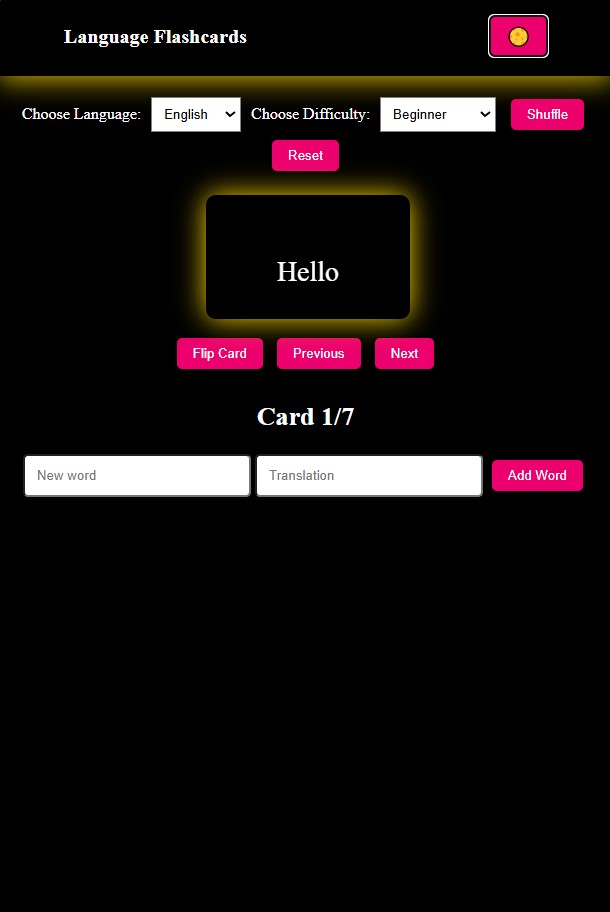 Language Flashcards
Choose Language: English Choose Difficulty: Beginner Shuffle
Reset
Hello
Flip Card Previous Next
Card 1/7
New word Translation Add Word